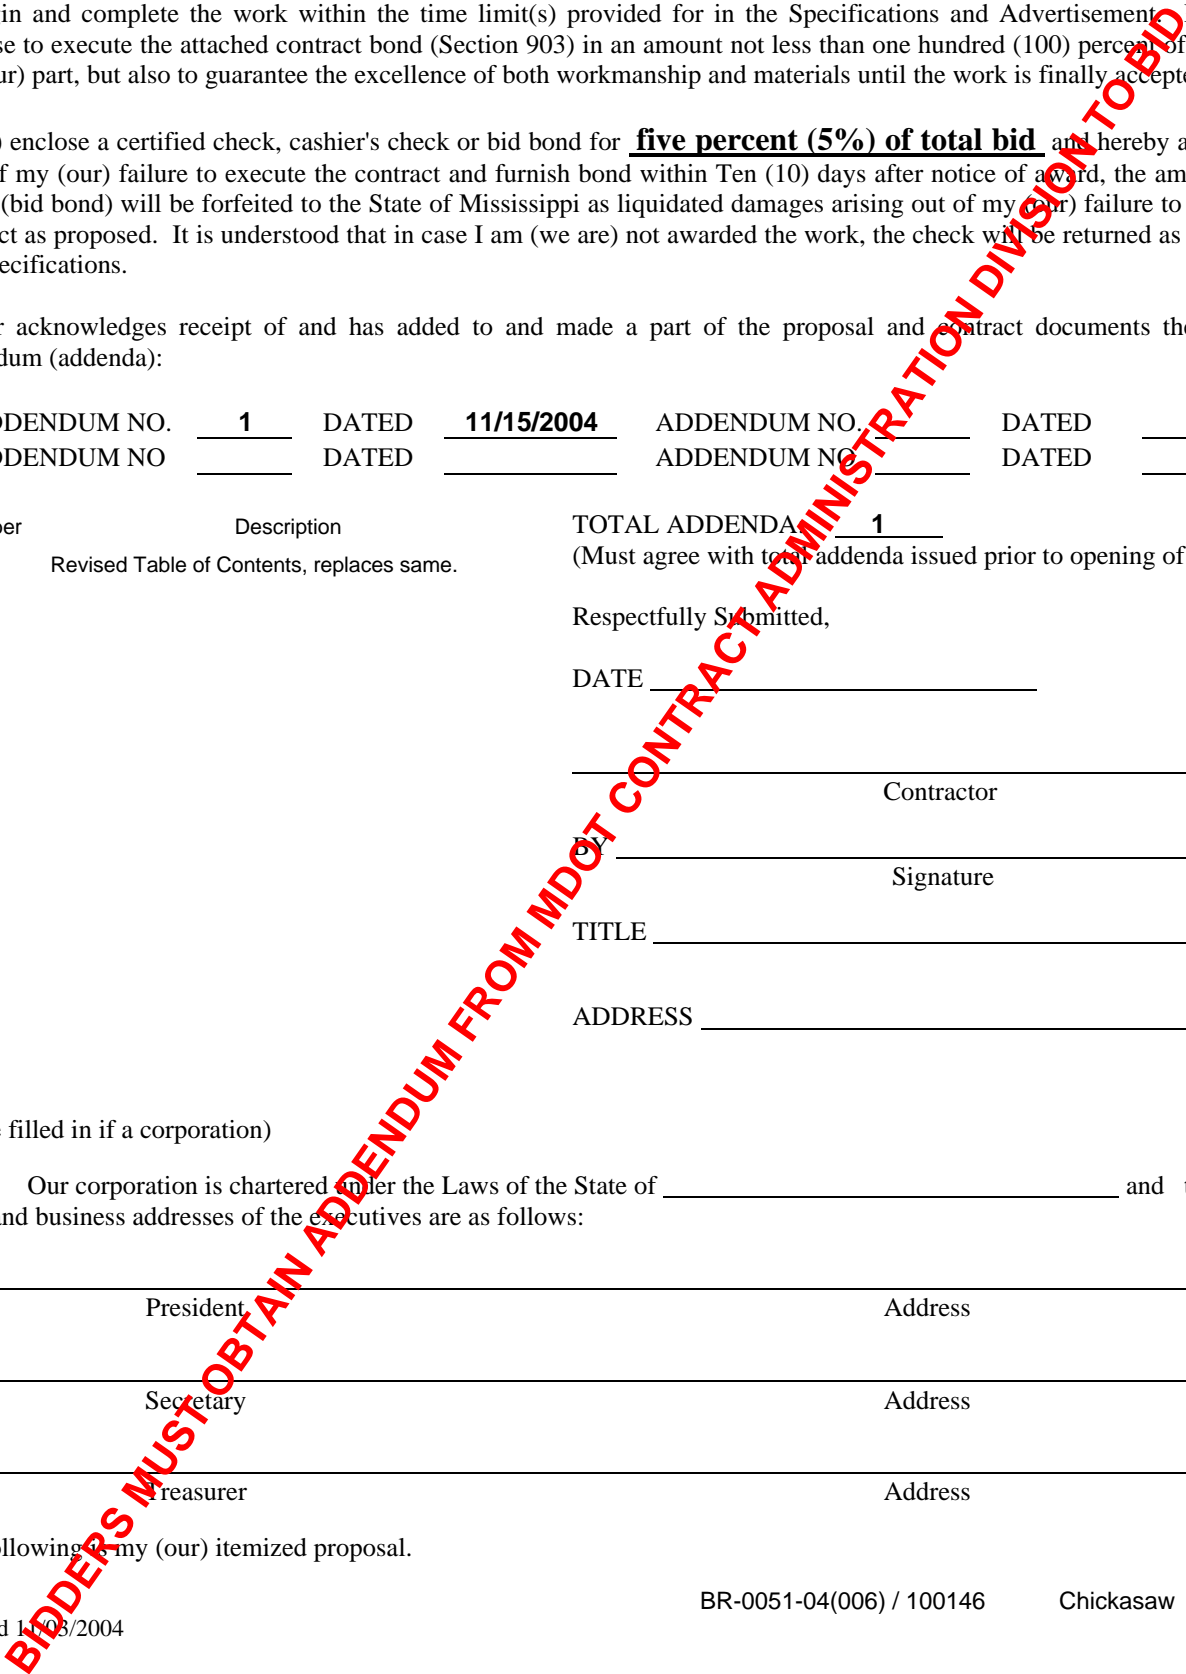 in and complete the work within the time limit(s) provided for in the Specifications and Advertisement.
se to execute the attached contract bond (Section 903) in an amount not less than one hundred (100) percent of
ur) part, but also to guarantee the excellence of both workmanship and materials until the work is finally accepte
) enclose a certified check, cashier's check or bid bond for five percent (5%) of total bid and hereby a
f my (our) failure to execute the contract and furnish bond within Ten (10) days after notice of award, the am
(bid bond) will be forfeited to the State of Mississippi as liquidated damages arising out of my (our) failure to
ct as proposed. It is understood that in case I am (we are) not awarded the work, the check will be returned as
ecifications.
r acknowledges receipt of and has added to and made a part of the proposal and contract documents the
dum (addenda):
DDENDUM NO. 1 DATED 11/15/2004 ADDENDUM NO. DATED
DDENDUM NO DATED ADDENDUM NO DATED
ber Description
Revised Table of Contents, replaces same.
TOTAL ADDENDA: 1
(Must agree with total addenda issued prior to opening of
Respectfully Submitted,
DATE
Contractor
BY
Signature
TITLE
ADDRESS
filled in if a corporation)
Our corporation is chartered under the Laws of the State of and t
and business addresses of the executives are as follows:
President Address
Secretary Address
Treasurer Address
ollowing is my (our) itemized proposal.
BR-0051-04(006) / 100146 Chickasaw
d 11/03/2004
BIDDERS MUST OBTAIN ADDENDUM FROM MDOT CONTRACT ADMINISTRATION DIVISION TO BID